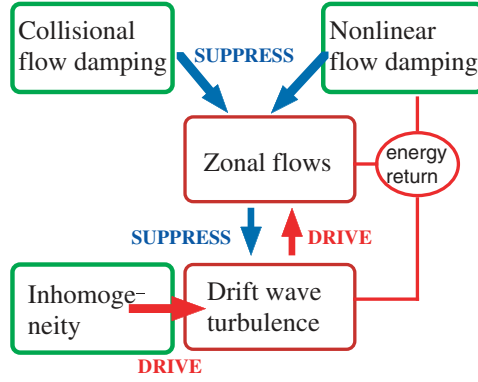 Collisional
flow damping
SUPPRESS
Nonlinear
flow damping
Zonal flows
energy
return
SUPPRESS
DRIVE
Inhomoge-
neity
Drift wave
turbulence
DRIVE